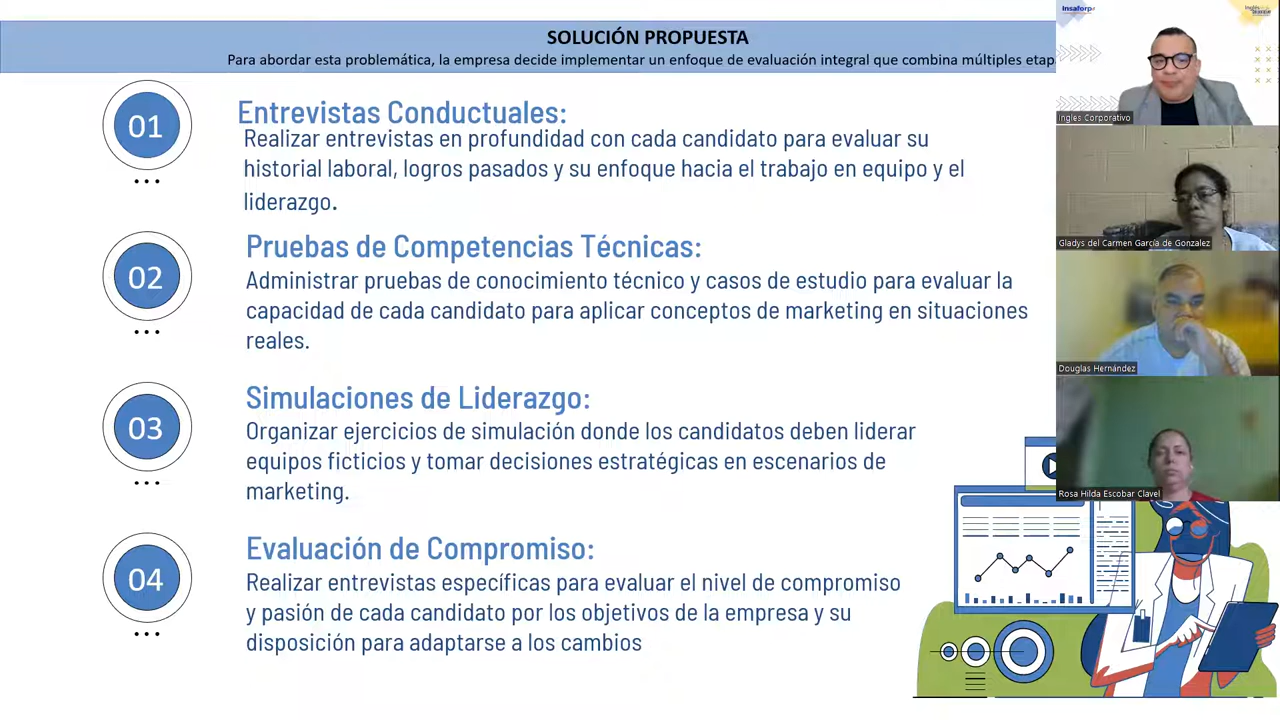 SOLUCIÓN PROPUESTA
Para abordar esta problemática, la empresa decide implementar un enfoque de evaluación integral que combina múltiples etap
01
Entrevistas Conductuales:
Realizar entrevistas en profundidad con cada candidato para evaluar su
historial laboral, logros pasados y su enfoque hacia el trabajo en equipo y el
liderazgo.
02
Pruebas de Competencias Técnicas:
Administrar pruebas de conocimiento técnico y casos de estudio para evaluar la
capacidad de cada candidato para aplicar conceptos de marketing en situaciones
reales.
03
Simulaciones de Liderazgo:
Organizar ejercicios de simulación donde los candidatos deben liderar
equipos ficticios y tomar decisiones estratégicas en escenarios de
marketing.
04
Evaluación de Compromiso:
Realizar entrevistas específicas para evaluar el nivel de compromiso
y pasión de cada candidato por los objetivos de la empresa y su
disposición para adaptarse a los cambios
Insaforp
Ingles Corporativo
Gladys del Carmen García de Gonzalez
Douglas Hernández
Rosa Hilda Escobar Clavel